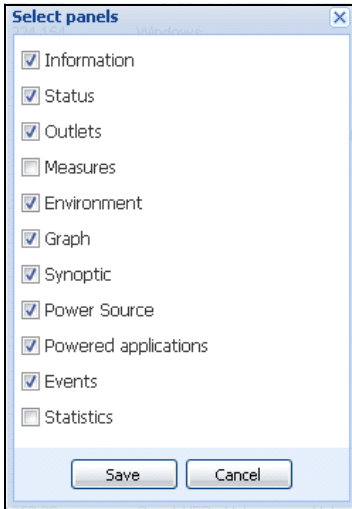 Select panels
Information
Status
Outlets
Measures
Environment
Graph
Synoptic
Power Source
Powered applications
Events
Statistics
Save Cancel